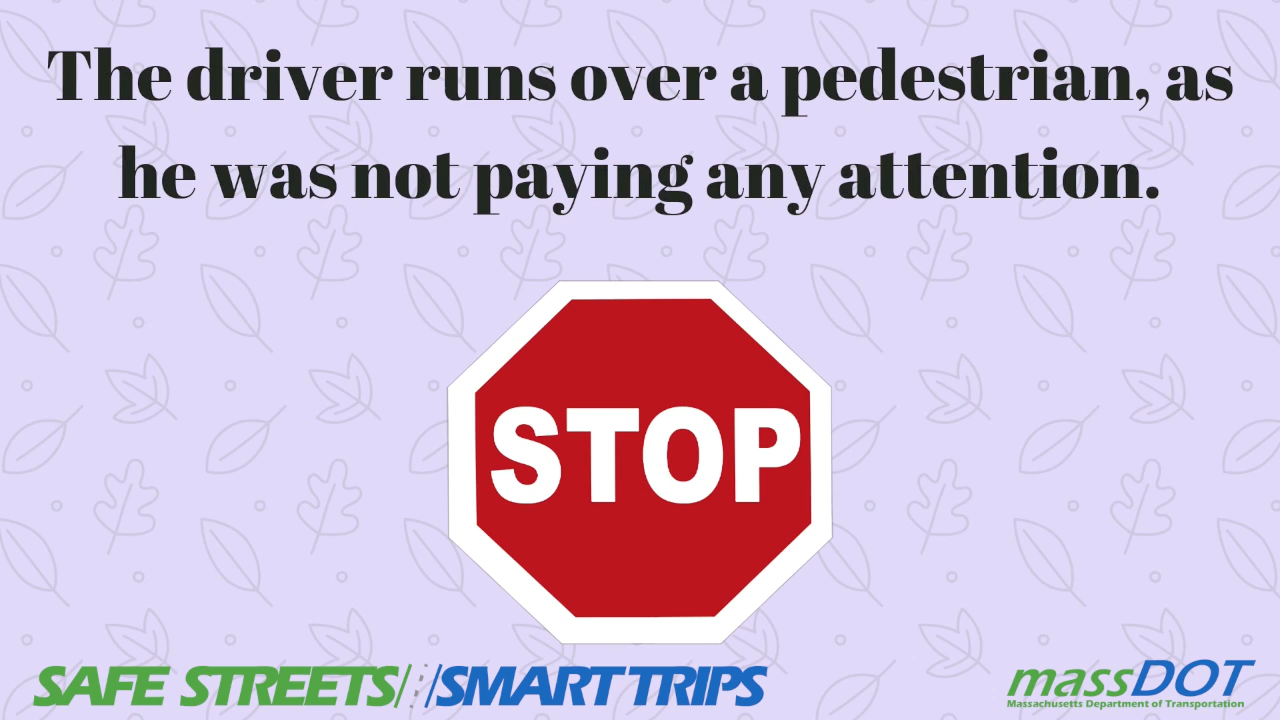 The driver runs over a pedestrian, as
he was not paying any attention.
STOP
SAFE STREETS SMART TRIPS
massDOT
Massachusetts Department of Transportation